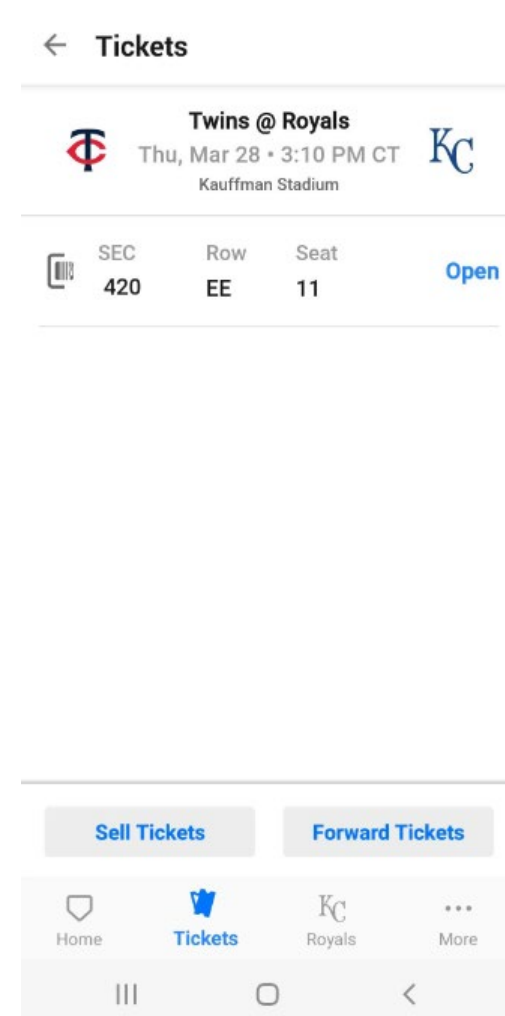 Tickets
Twins @ Royals
Thu, Mar 28 • 3:10 PM CT
Kauffman Stadium
SEC Row Seat
420 EE 11
Open
Sell Tickets Forward Tickets
Home Tickets Royals More